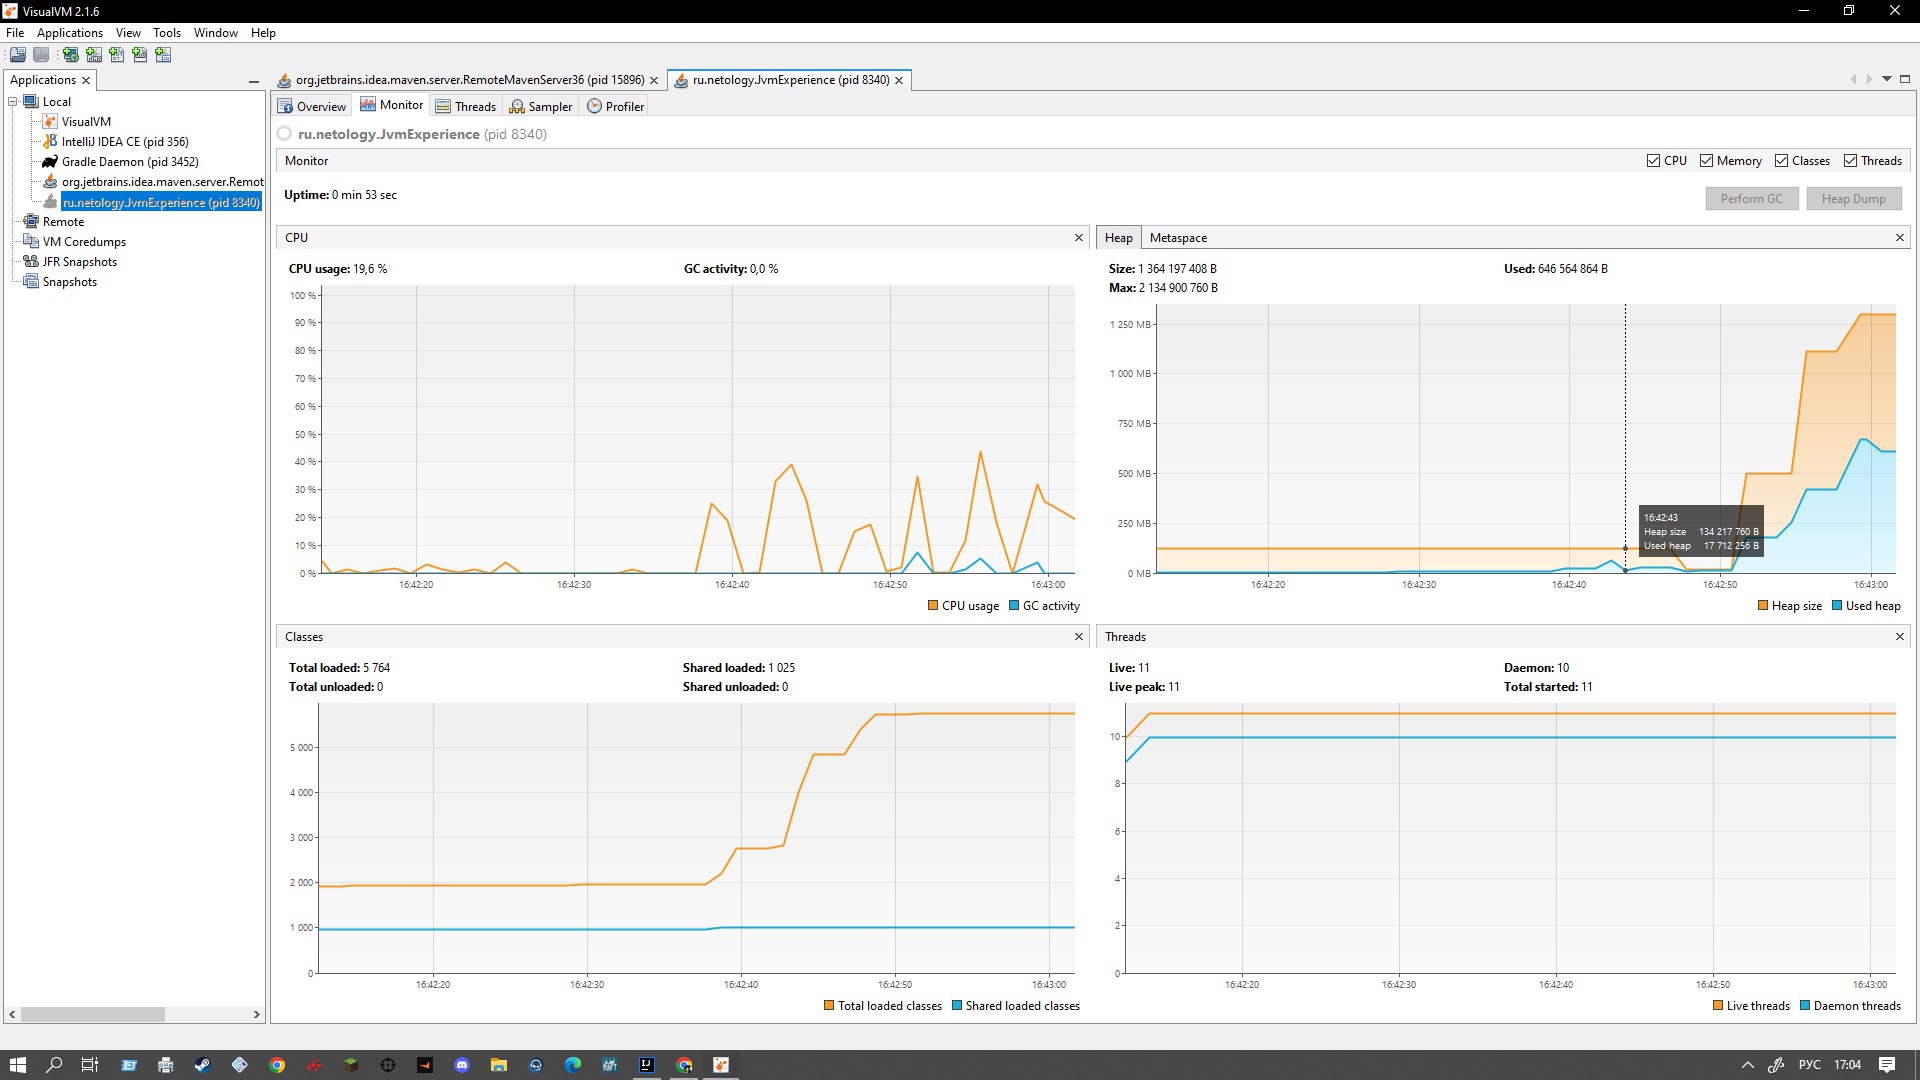 VisualVM 2.1.6
File Applications View Tools Window Help
Applications
Local
VisualVM
IntelliJ IDEA CE (pid 356)
Gradle Daemon (pid 3452)
org.jetbrains.idea.maven.server.Remot
ru.netology.JvmExperience (pid 8340)
Remote
VM Coredumps
JFR Snapshots
Snapshots
org.jetbrains.idea.maven.server.RemoteMavenServer36 (pid 15896) ru.netology.JvmExperience (pid 8340)
Overview Monitor Threads Sampler Profiler
ru.netology.JvmExperience (pid 8340)
Monitor CPU Memory Classes Threads
Uptime: 0 min 53 sec Perform GC Heap Dump
CPU
CPU usage: 19,6 % GC activity: 0,0 %
100 %
90 %
80 %
70 %
60 %
50 %
40 %
30 %
20 %
10 %
0 %
16:42:20 16:42:30 16:42:40 16:42:50 16:43:00
CPU usage GC activity
Heap Metaspace
Size: 1 364 197 408 B Used: 646 564 864 B
Max: 2 134 900 760 B
1 250 MB
1 000 MB
750 MB
500 MB
250 MB
0 MB
16:42:43
Heap size 134 217 760 B
Used heap 17 712 256 B
16:42:20 16:42:30 16:42:40 16:42:50 16:43:00
Heap size Used heap
Classes
Total loaded: 5 764 Shared loaded: 1 025
Total unloaded: 0 Shared unloaded: 0
5 000
4 000
3 000
2 000
1 000
0
16:42:20 16:42:30 16:42:40 16:42:50 16:43:00
Total loaded classes Shared loaded classes
Threads
Live: 11 Daemon: 10
Live peak: 11 Total started: 11
10
8
6
4
2
0
16:42:20 16:42:30 16:42:40 16:42:50 16:43:00
Live threads Daemon threads
РУС 17:04